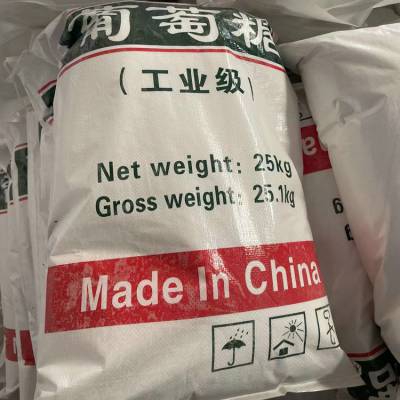 葡萄糖
（工业级）
Net weight: 25kg
Gross weight: 25.1kg
Made In China